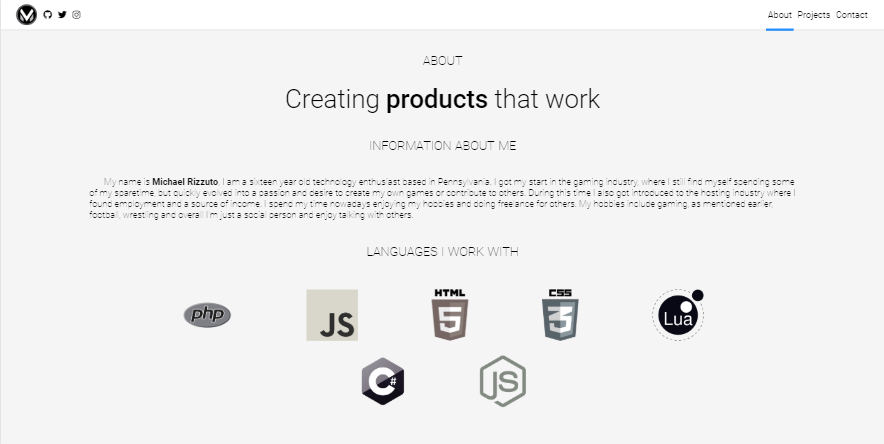 About Projects Contact
ABOUT
Creating products that work
INFORMATION ABOUT ME
My name is Michael Rizzuto, I am a sixteen year old technology enthusiast based in Pennsylvania. I got my start in the gaming industry, where I still find myself spending some
of my sparetime, but quickly evolved into a passion and desire to create my own games or contribute to others. During this time I also got introduced to the hosting industry where I
found employment and a source of income. I spend my time nowadays enjoying my hobbies and doing freelance for others. My hobbies include gaming, as mentioned earlier,
football, wrestling and overall I'm just a social person and enjoy talking with others.
LANGUAGES I WORK WITH
php
JS
HTML
5
CSS
3
Lua
C#
JS